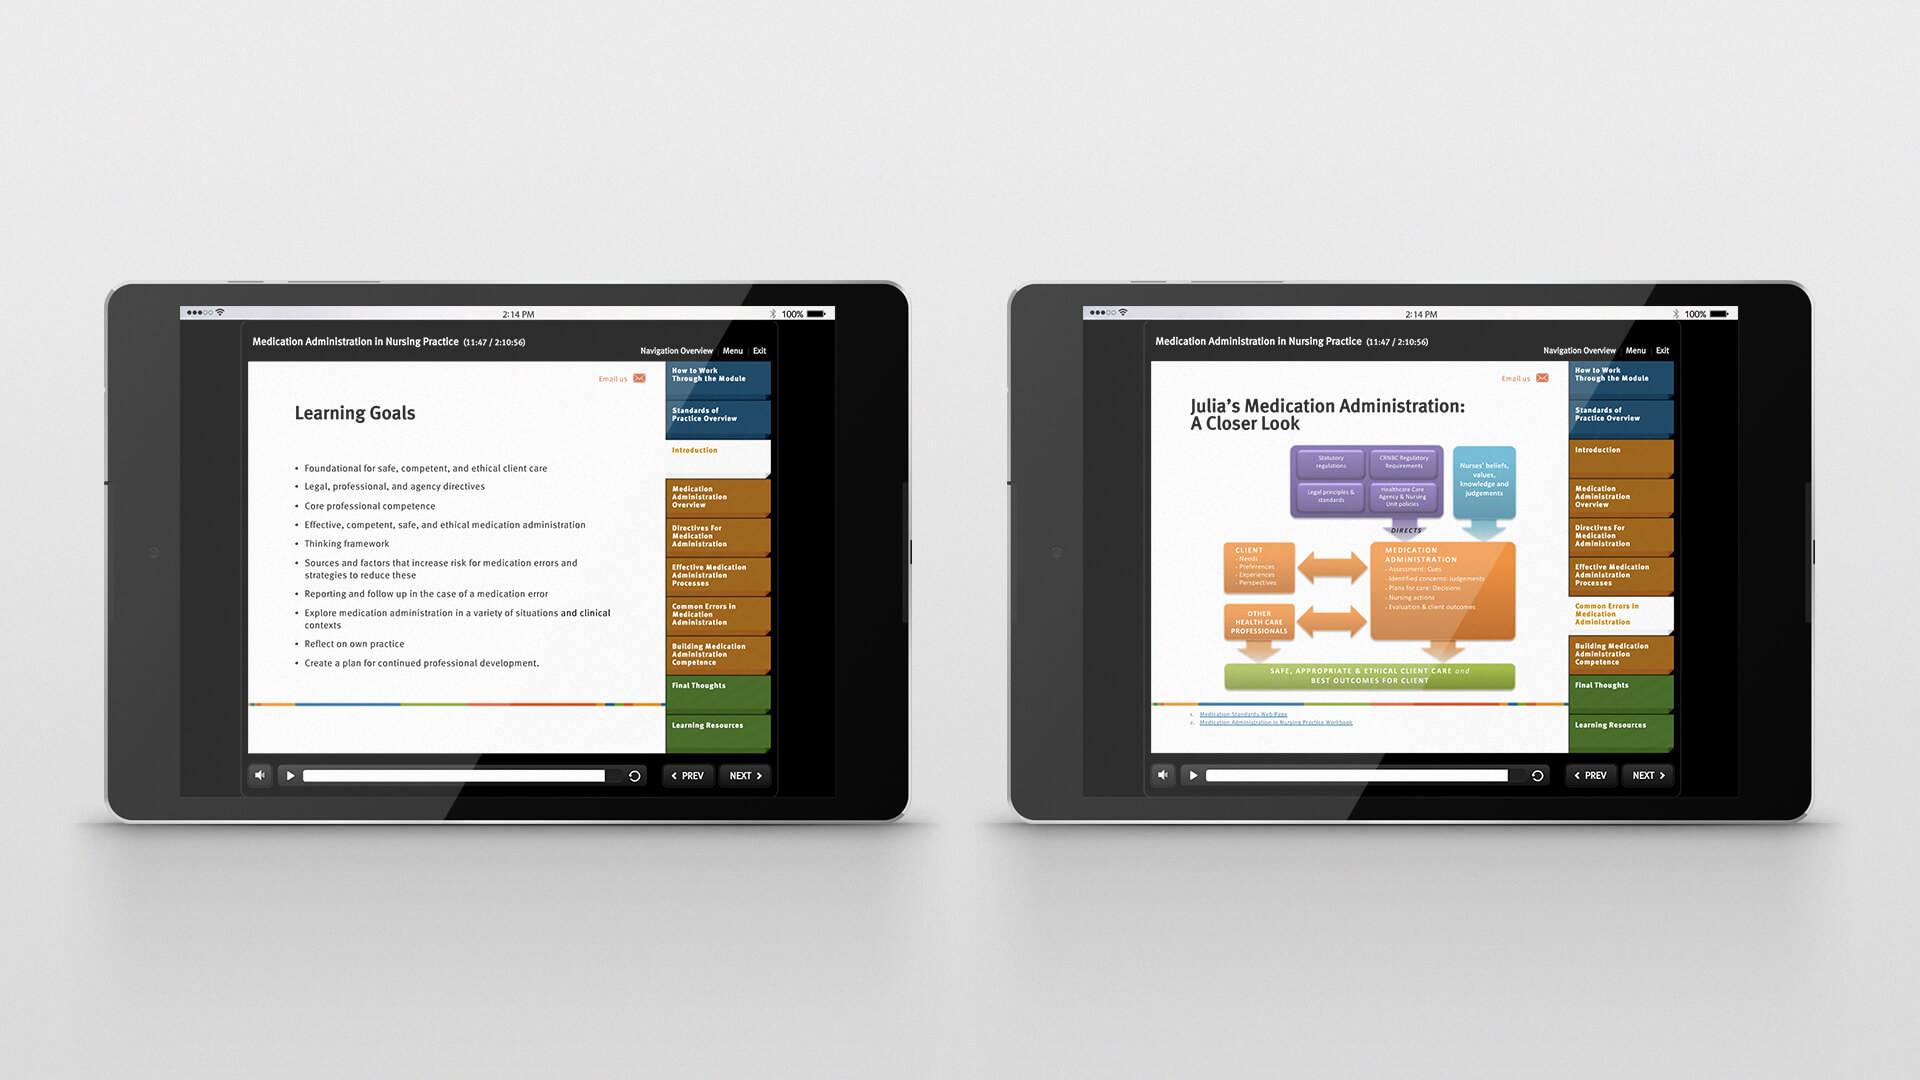 2:14 PM
100%
Medication Administration in Nursing Practice (11:47 / 2:10:56)
Navigation Overview | Menu | Exit
Email us
Learning Goals
• Foundational for safe, competent, and ethical client care
• Legal, professional, and agency directives
• Core professional competence
• Effective, competent, safe, and ethical medication administration
• Thinking framework
• Sources and factors that increase risk for medication errors and
strategies to reduce these
• Reporting and follow up in the case of a medication error
• Explore medication administration in a variety of situations and clinical
contexts
• Reflect on own practice
• Create a plan for continued professional development.
How to Work
Through the Module
Standards of
Practice Overview
Introduction
Medication
Administration
Overview
Directives For
Medication
Administration
Effective Medication
Administration
Processes
Common Errors in
Medication
Administration
Building Medication
Administration
Competence
Final Thoughts
Learning Resources
PREV
NEXT
2:14 PM
100%
Medication Administration in Nursing Practice (11:47 / 2:10:56)
Navigation Overview | Menu | Exit
Email us
Julia's Medication Administration:
A Closer Look
Statutory
regulations
CRNBC Regulatory
Requirements
Legal principles &
standards
Healthcare Care
Agency & Nursing
Unit policies
Nurses' beliefs,
values,
knowledge and
judgements
DIRECTS
CLIENT
- Needs
- Preferences
- Experiences
- Perspectives
MEDICATION
ADMINISTRATION
- Assessment: Cues
- Identified concerns: Judgements
- Plans for care: Decisions
- Nursing actions
- Evaluation & client outcomes
OTHER
HEALTH CARE
PROFESSIONALS
SAFE, APPROPRIATE & ETHICAL CLIENT CARE and
BEST OUTCOMES FOR CLIENT
1. Medication Standards Web Page
2. Medication Administration in Nursing Practice Workbook
How to Work
Through the Module
Standards of
Practice Overview
Introduction
Medication
Administration
Overview
Directives For
Medication
Administration
Effective Medication
Administration
Processes
Common Errors in
Medication
Administration
Building Medication
Administration
Competence
Final Thoughts
Learning Resources
PREV
NEXT